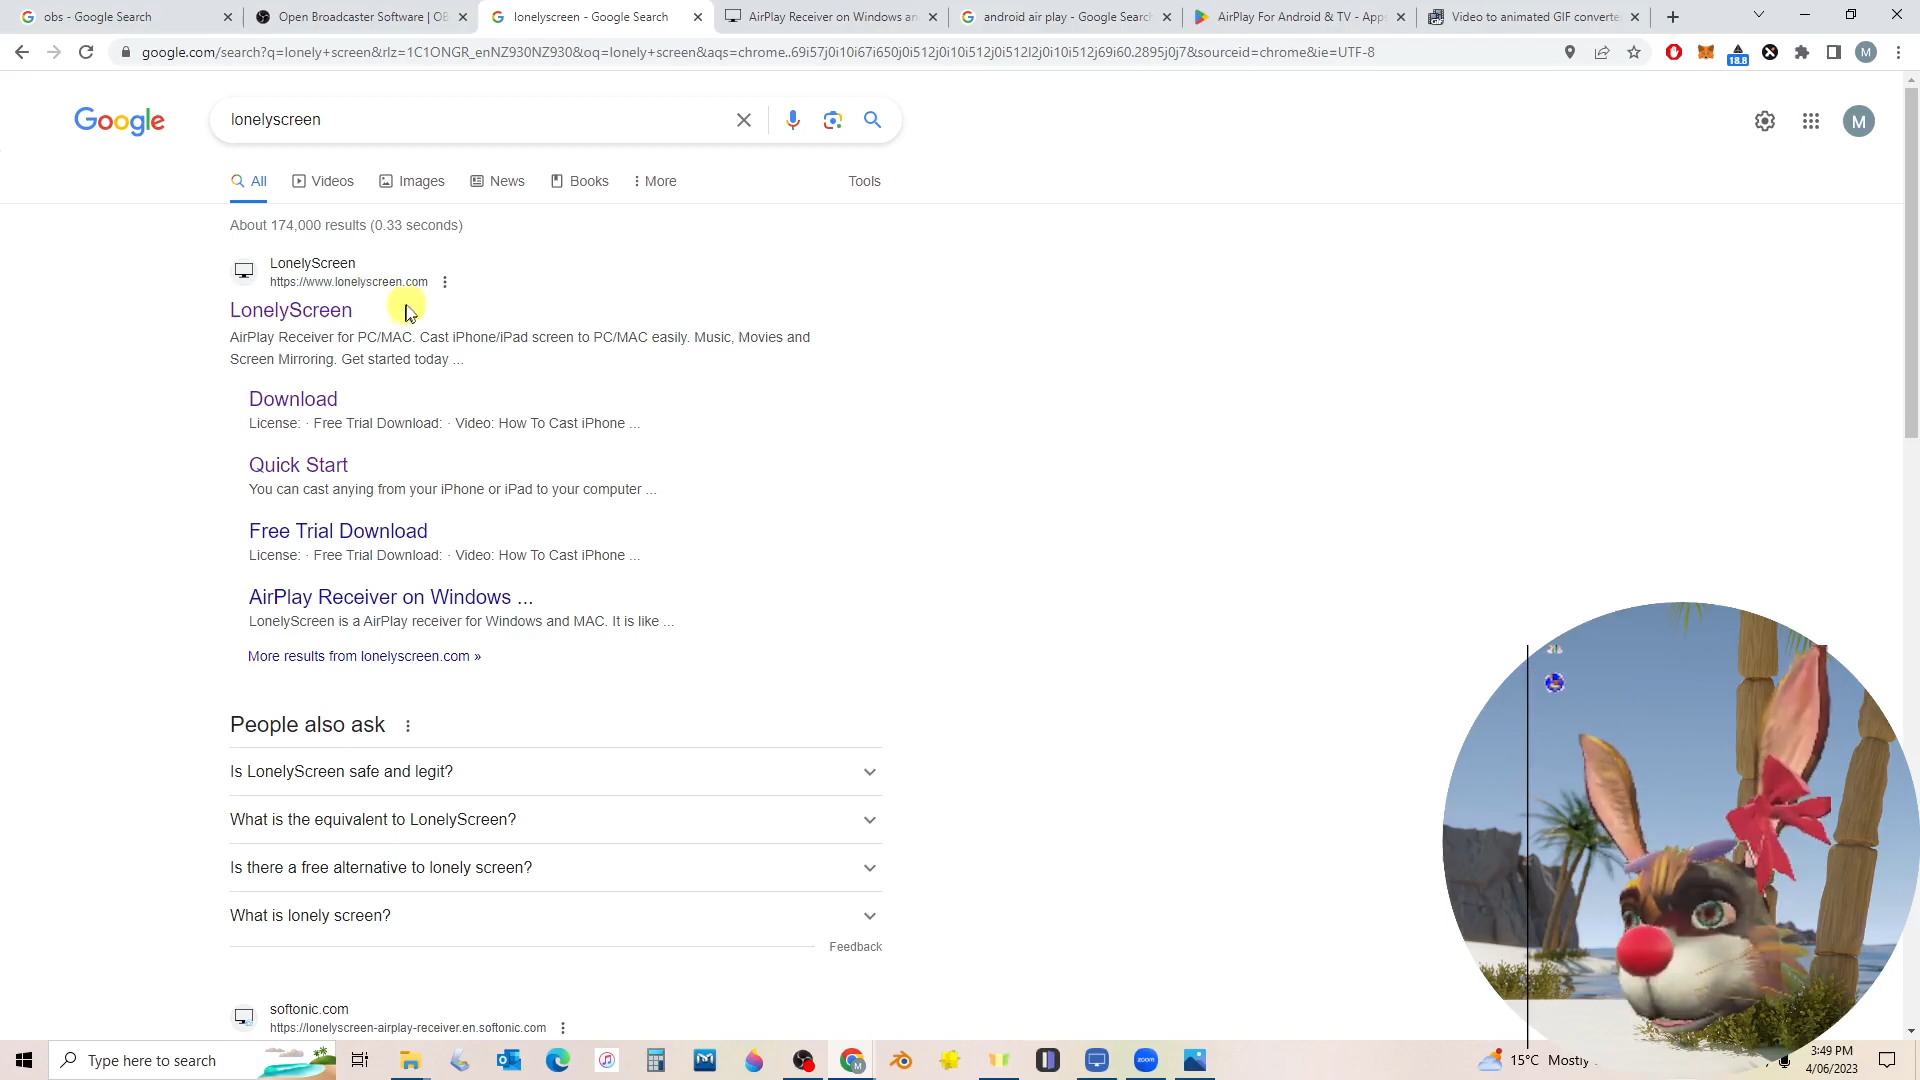 obs - Google Search
Open Broadcaster Software | OB
lonelyscreen - Google Search
AirPlay Receiver on Windows an
android air play - Google Search
AirPlay For Android & TV - Apps
Video to animated GIF converte
google.com/search?q=lonely+screen&rlz=1C1ONGR_enNZ930NZ930&oq=lonely+screen&aqs=chrome..69i57j0i10i67i650j0i512j0i10i512j0i512l2j0i10i512j69i60.2895j0j7&sourceid=chrome&ie=UTF-8
18.8
M
Google
lonelyscreen
M
All
Videos
Images
News
Books
More
Tools
About 174,000 results (0.33 seconds)
LonelyScreen
https://www.lonelyscreen.com
LonelyScreen
AirPlay Receiver for PC/MAC. Cast iPhone/iPad screen to PC/MAC easily. Music, Movies and
Screen Mirroring. Get started today ...
Download
License: · Free Trial Download: · Video: How To Cast iPhone ...
Quick Start
You can cast anying from your iPhone or iPad to your computer ...
Free Trial Download
License: · Free Trial Download: · Video: How To Cast iPhone ...
AirPlay Receiver on Windows ...
LonelyScreen is a AirPlay receiver for Windows and MAC. It is like ...
More results from lonelyscreen.com »
People also ask
Is LonelyScreen safe and legit?
What is the equivalent to LonelyScreen?
Is there a free alternative to lonely screen?
What is lonely screen?
Feedback
softonic.com
https://lonelyscreen-airplay-receiver.en.softonic.com
Type here to search
zoom
15°C Mostly
3:49 PM
4/06/2023